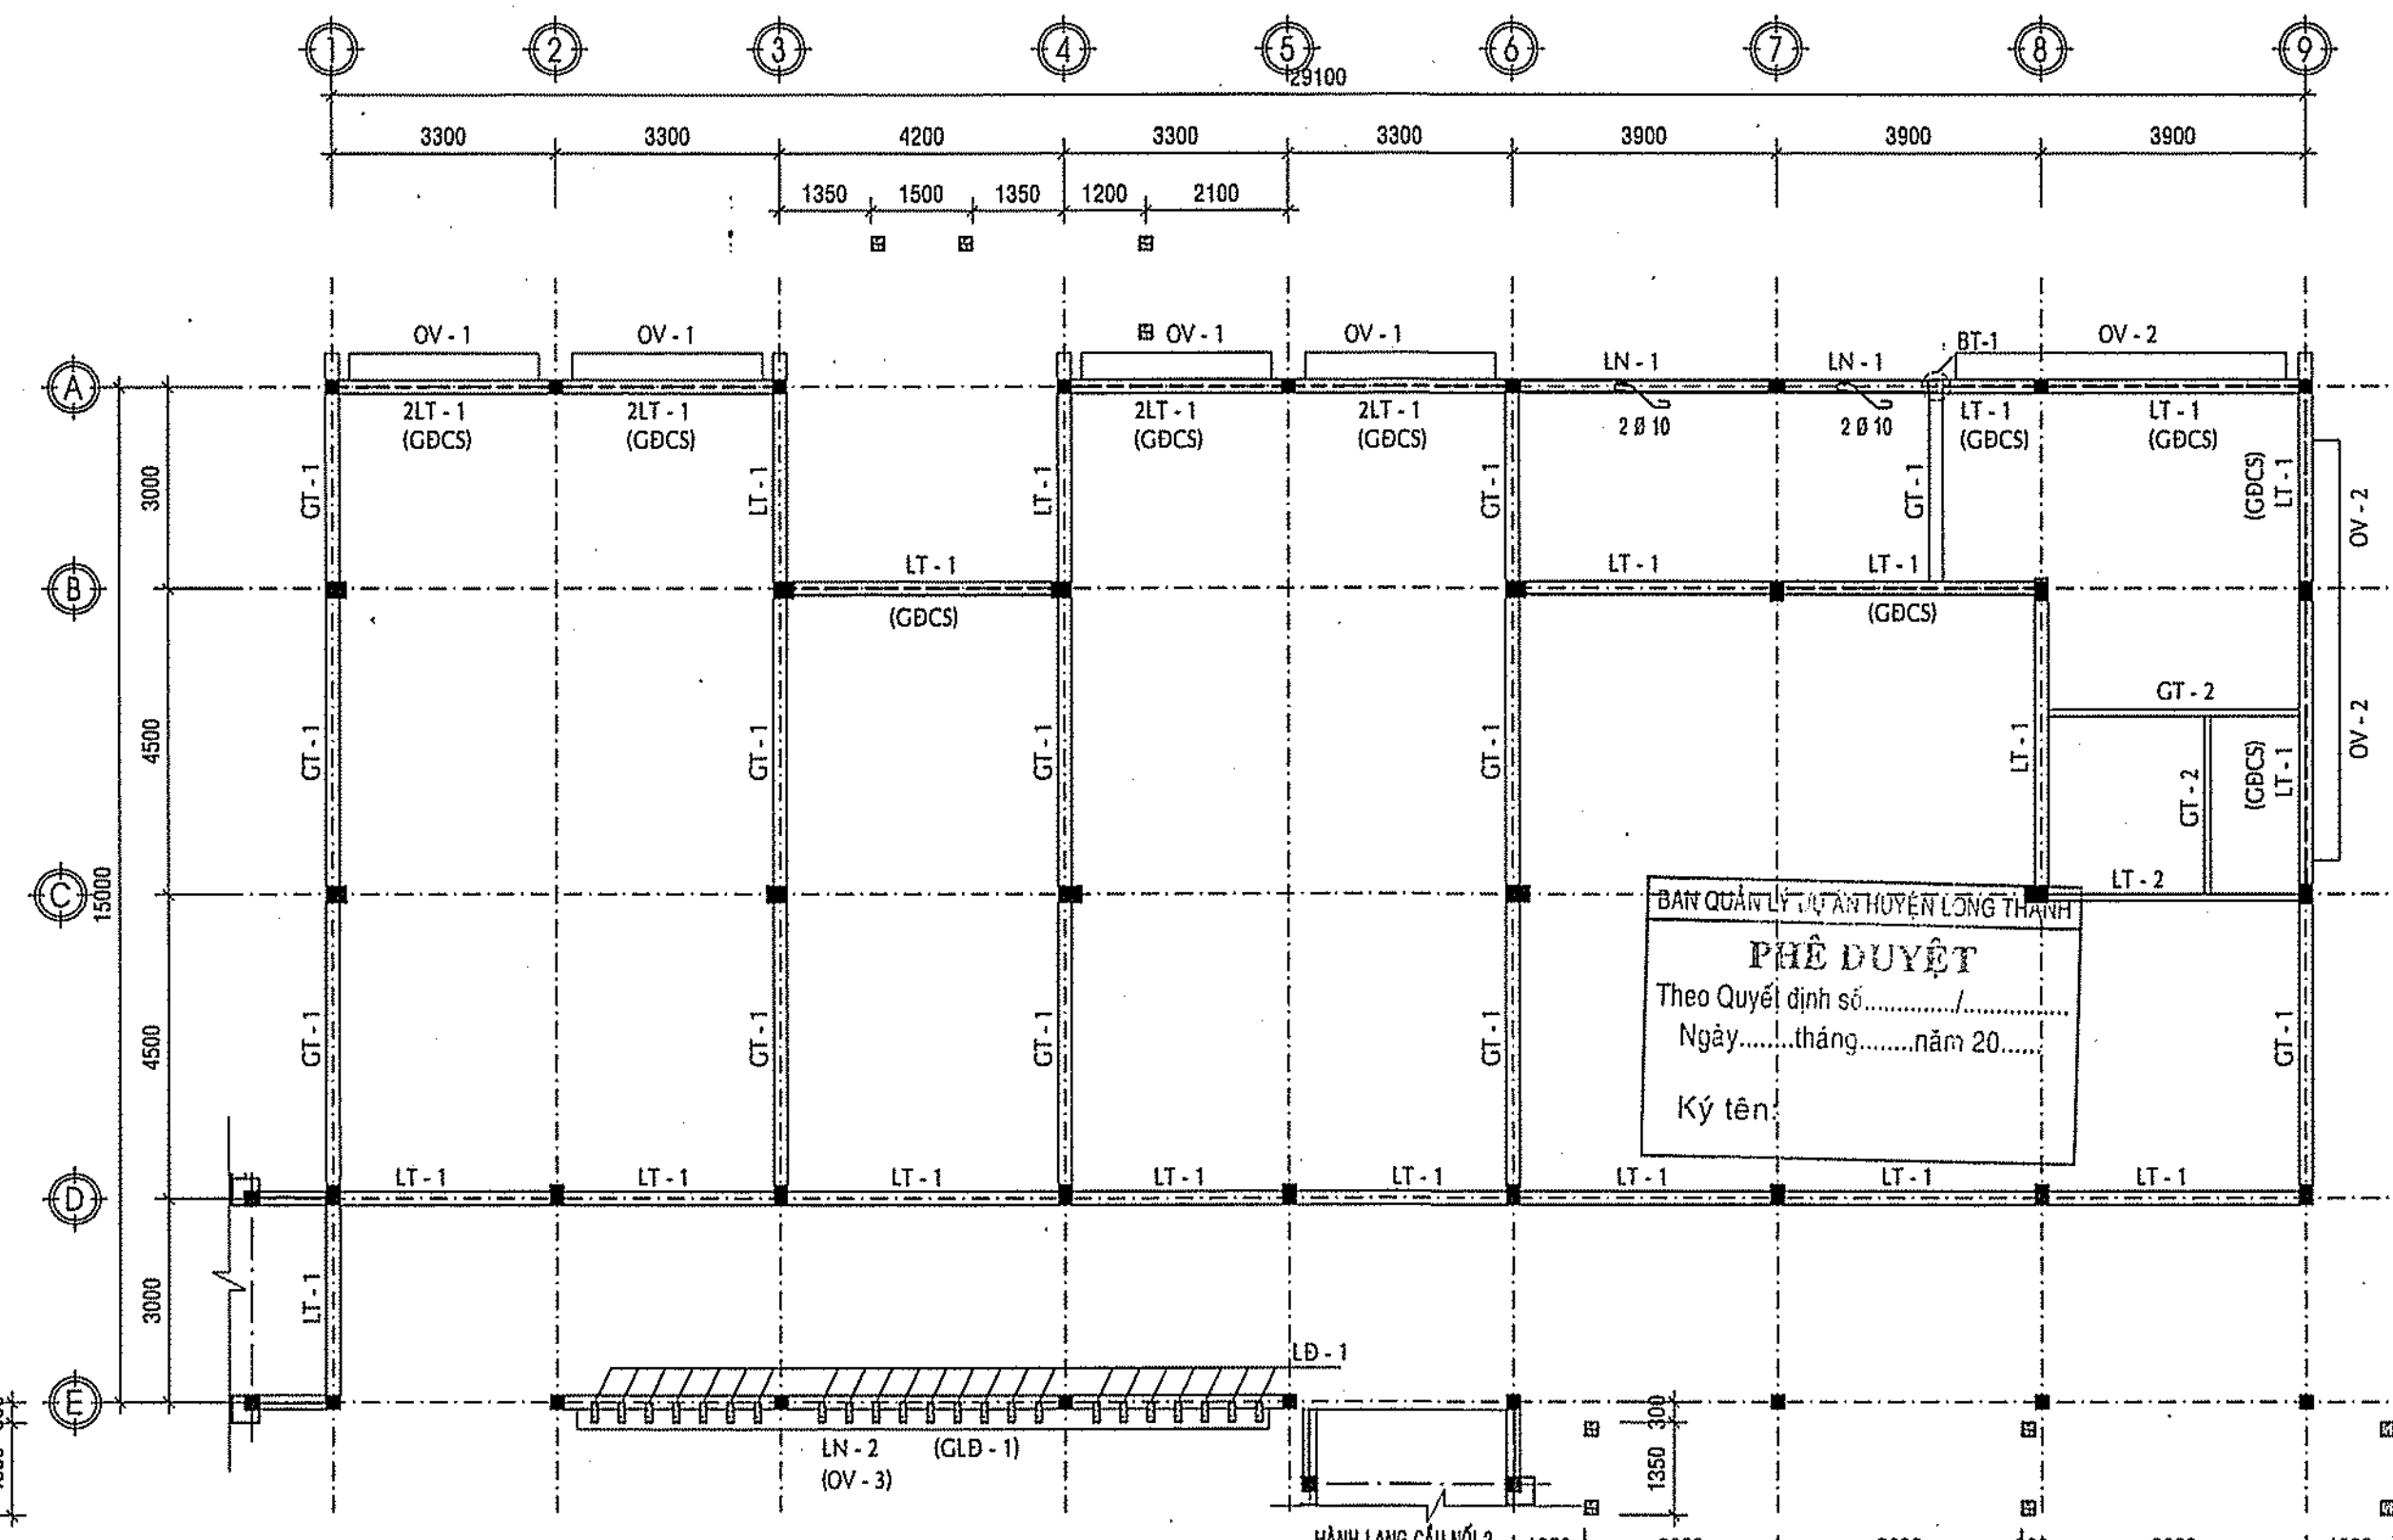 1 2 3 4 5 6 7 8 9
29100
3300 3300 4200 3300 3300 3900 3900 3900
1350 1500 1350 1200 2100
OV - 1 OV - 1 OV - 1 OV - 1 LN - 1 LN - 1 BT-1 OV - 2
A
2LT - 1 2LT - 1 2LT - 1 2LT - 1 2 Ø 10 2 Ø 10 LT - 1 LT - 1
(GĐCS) (GĐCS) (GĐCS) (GĐCS) (GĐCS) (GĐCS)
3000 GT - 1 LT - 1 LT - 1 GT - 1 GT - 1 (GĐCS) LT - 1 OV - 2
LT - 1 LT - 1 LT - 1
B
(GĐCS) (GĐCS)
GT - 2
4500 GT - 1 GT - 1 GT - 1 GT - 1 LT - 1 GT - 2 (GĐCS) LT - 1 OV - 2
LT - 2
C
15000
BAN QUẢN LÝ DỰ ÁN HUYỆN LONG THÀNH
PHÊ DUYỆT
Theo Quyết định số............./...............
Ngày........tháng........năm 20......
Ký tên:
4500 GT - 1 GT - 1 GT - 1 GT - 1 GT - 1
LT - 1 LT - 1 LT - 1 LT - 1 LT - 1 LT - 1 LT - 1 LT - 1
D
3000 LT - 1
LĐ - 1
E
LN - 2 (GLĐ - 1)
(OV - 3)
300
1350
HÀNH LANG CẦU NỐI 2